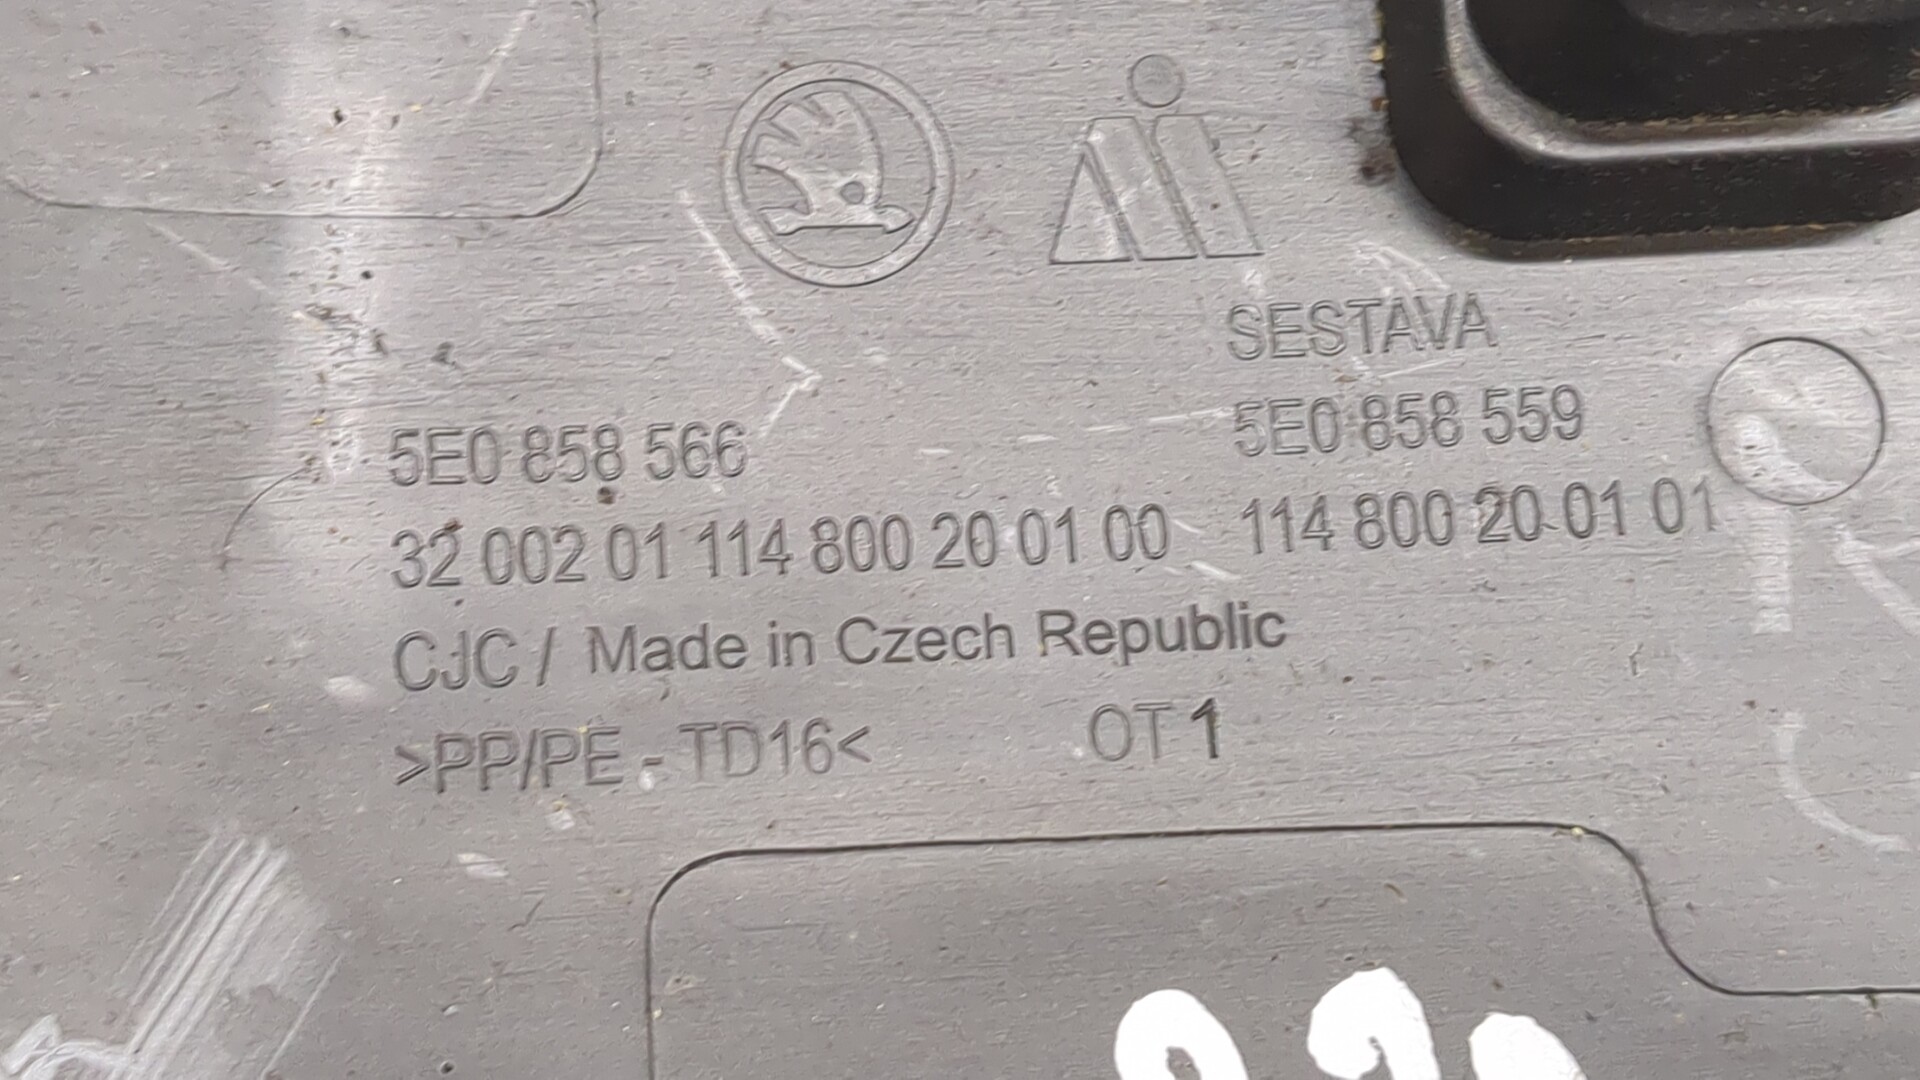 SESTAVA
5E0 858 566 5E0 858 559
32 002 01 114 800 20 01 00 114 800 20 01 01
CJC / Made in Czech Republic
>PP/PE - TD16< OT 1